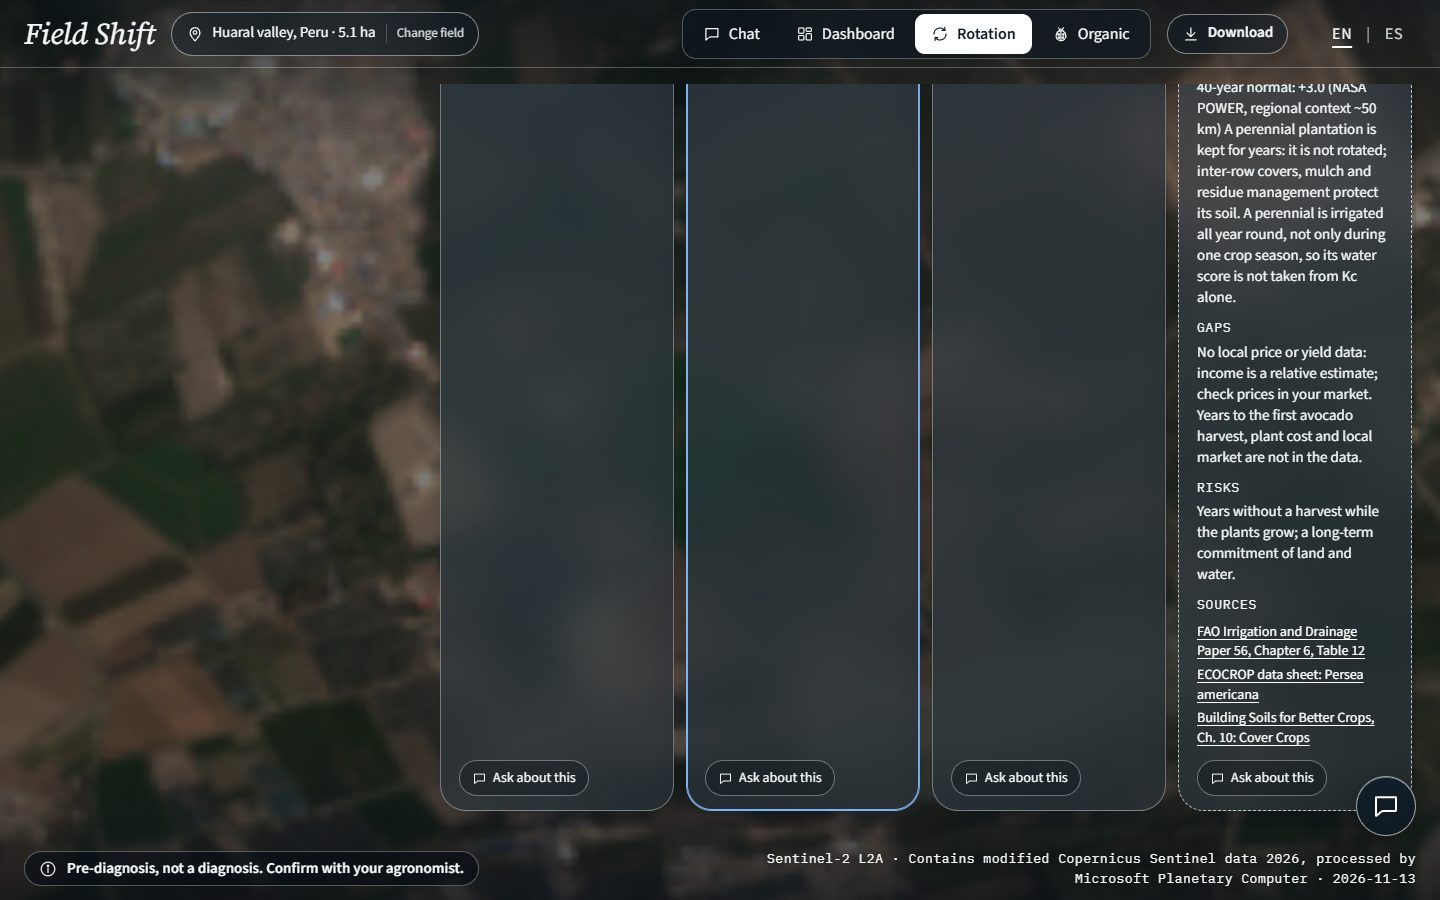 Field Shift
Huaral valley, Peru · 5.1 ha
Change field
Chat
Dashboard
Rotation
Organic
Download
EN | ES
40-year normal: +3.0 (NASA
POWER, regional context ~50
km) A perennial plantation is
kept for years: it is not rotated;
inter-row covers, mulch and
residue management protect
its soil. A perennial is irrigated
all year round, not only during
one crop season, so its water
score is not taken from Kc
alone.
GAPS
No local price or yield data:
income is a relative estimate;
check prices in your market.
Years to the first avocado
harvest, plant cost and local
market are not in the data.
RISKS
Years without a harvest while
the plants grow; a long-term
commitment of land and
water.
SOURCES
FAO Irrigation and Drainage
Paper 56, Chapter 6, Table 12
ECOCROP data sheet: Persea
americana
Building Soils for Better Crops,
Ch. 10: Cover Crops
Ask about this
Ask about this
Ask about this
Ask about this
Pre-diagnosis, not a diagnosis. Confirm with your agronomist.
Sentinel-2 L2A · Contains modified Copernicus Sentinel data 2026, processed by
Microsoft Planetary Computer · 2026-11-13